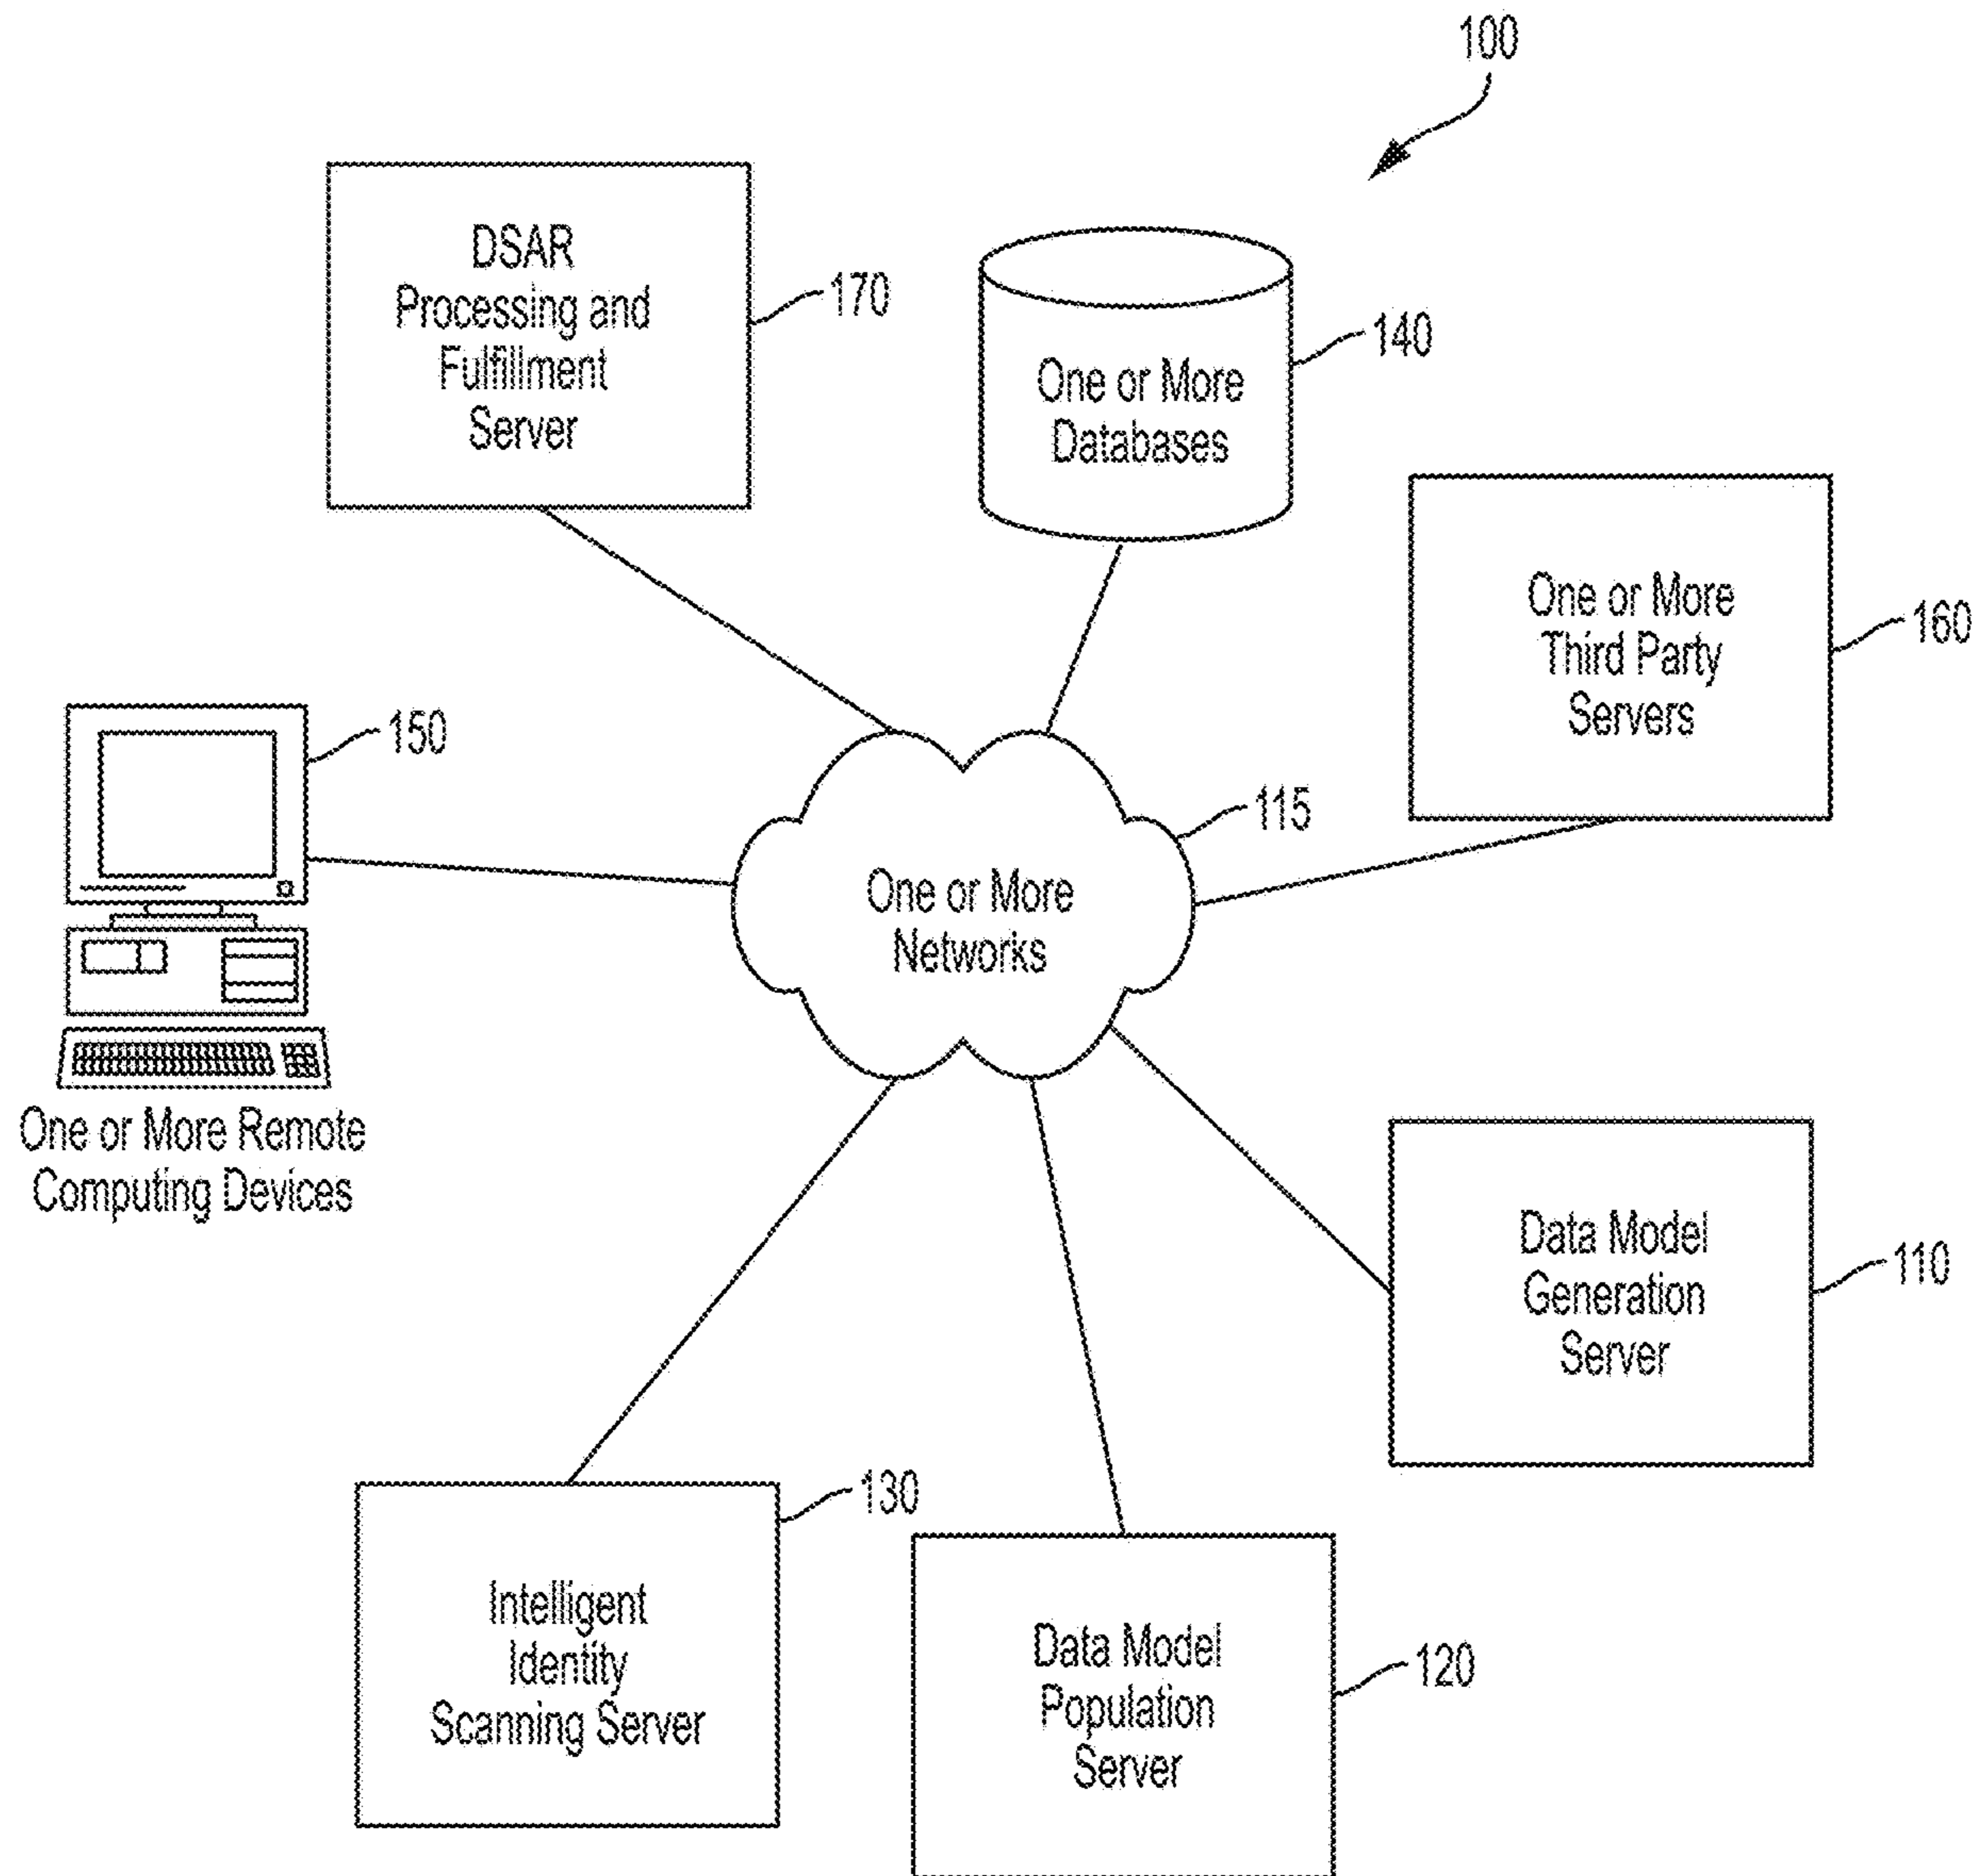 100
DSAR
Processing and
Fulfillment
Server
170
One or More
Databases
140
One or More
Third Party
Servers
160
150
One or More Remote
Computing Devices
115
One or More
Networks
Data Model
Generation
Server
110
130
Intelligent
Identity
Scanning Server
Data Model
Population
Server
120